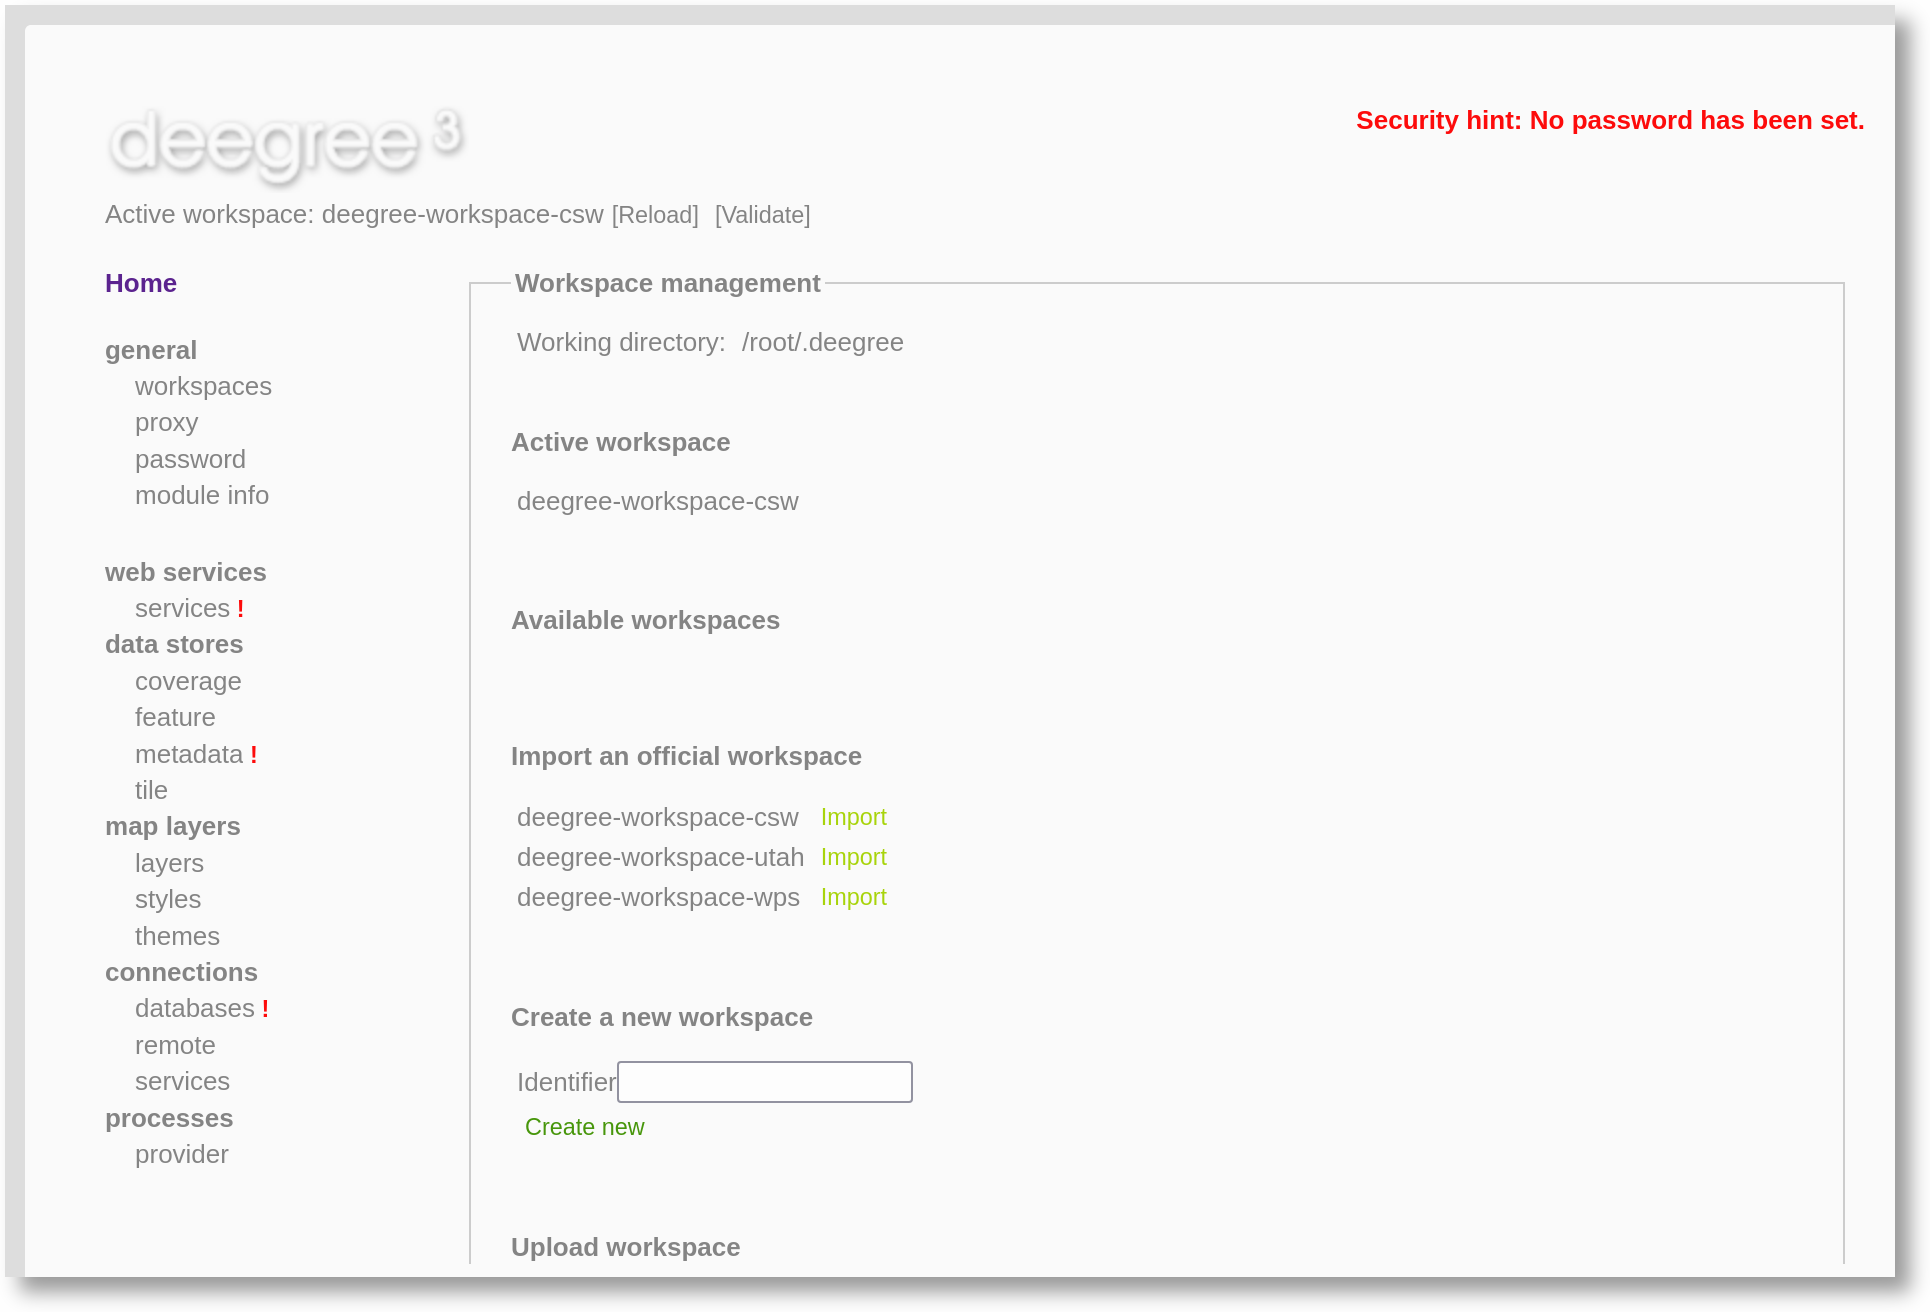 deegree 3
Security hint: No password has been set.
Active workspace: deegree-workspace-csw [Reload] [Validate]
Home
general
workspaces
proxy
password
module info
web services
services !
data stores
coverage
feature
metadata !
tile
map layers
layers
styles
themes
connections
databases !
remote
services
processes
provider
Workspace management
Working directory: /root/.deegree
Active workspace
deegree-workspace-csw
Available workspaces
Import an official workspace
deegree-workspace-csw Import
deegree-workspace-utah Import
deegree-workspace-wps Import
Create a new workspace
Identifier
Create new
Upload workspace